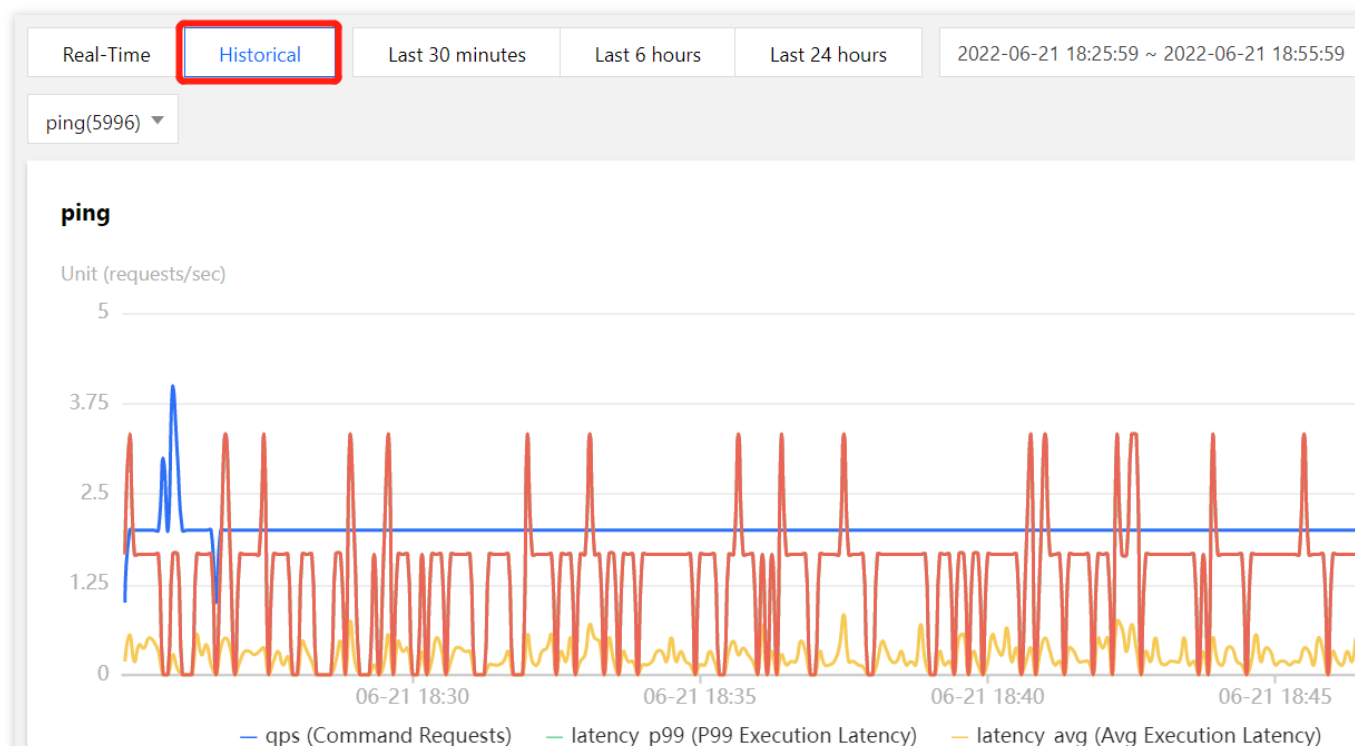 Real-Time Historical Last 30 minutes Last 6 hours Last 24 hours 2022-06-21 18:25:59 ~ 2022-06-21 18:55:59
ping(5996)
ping
Unit (requests/sec)
5
3.75
2.5
1.25
0
06-21 18:30 06-21 18:35 06-21 18:40 06-21 18:45
qps (Command Requests) latency_p99 (P99 Execution Latency) latency_avg (Avg Execution Latency)